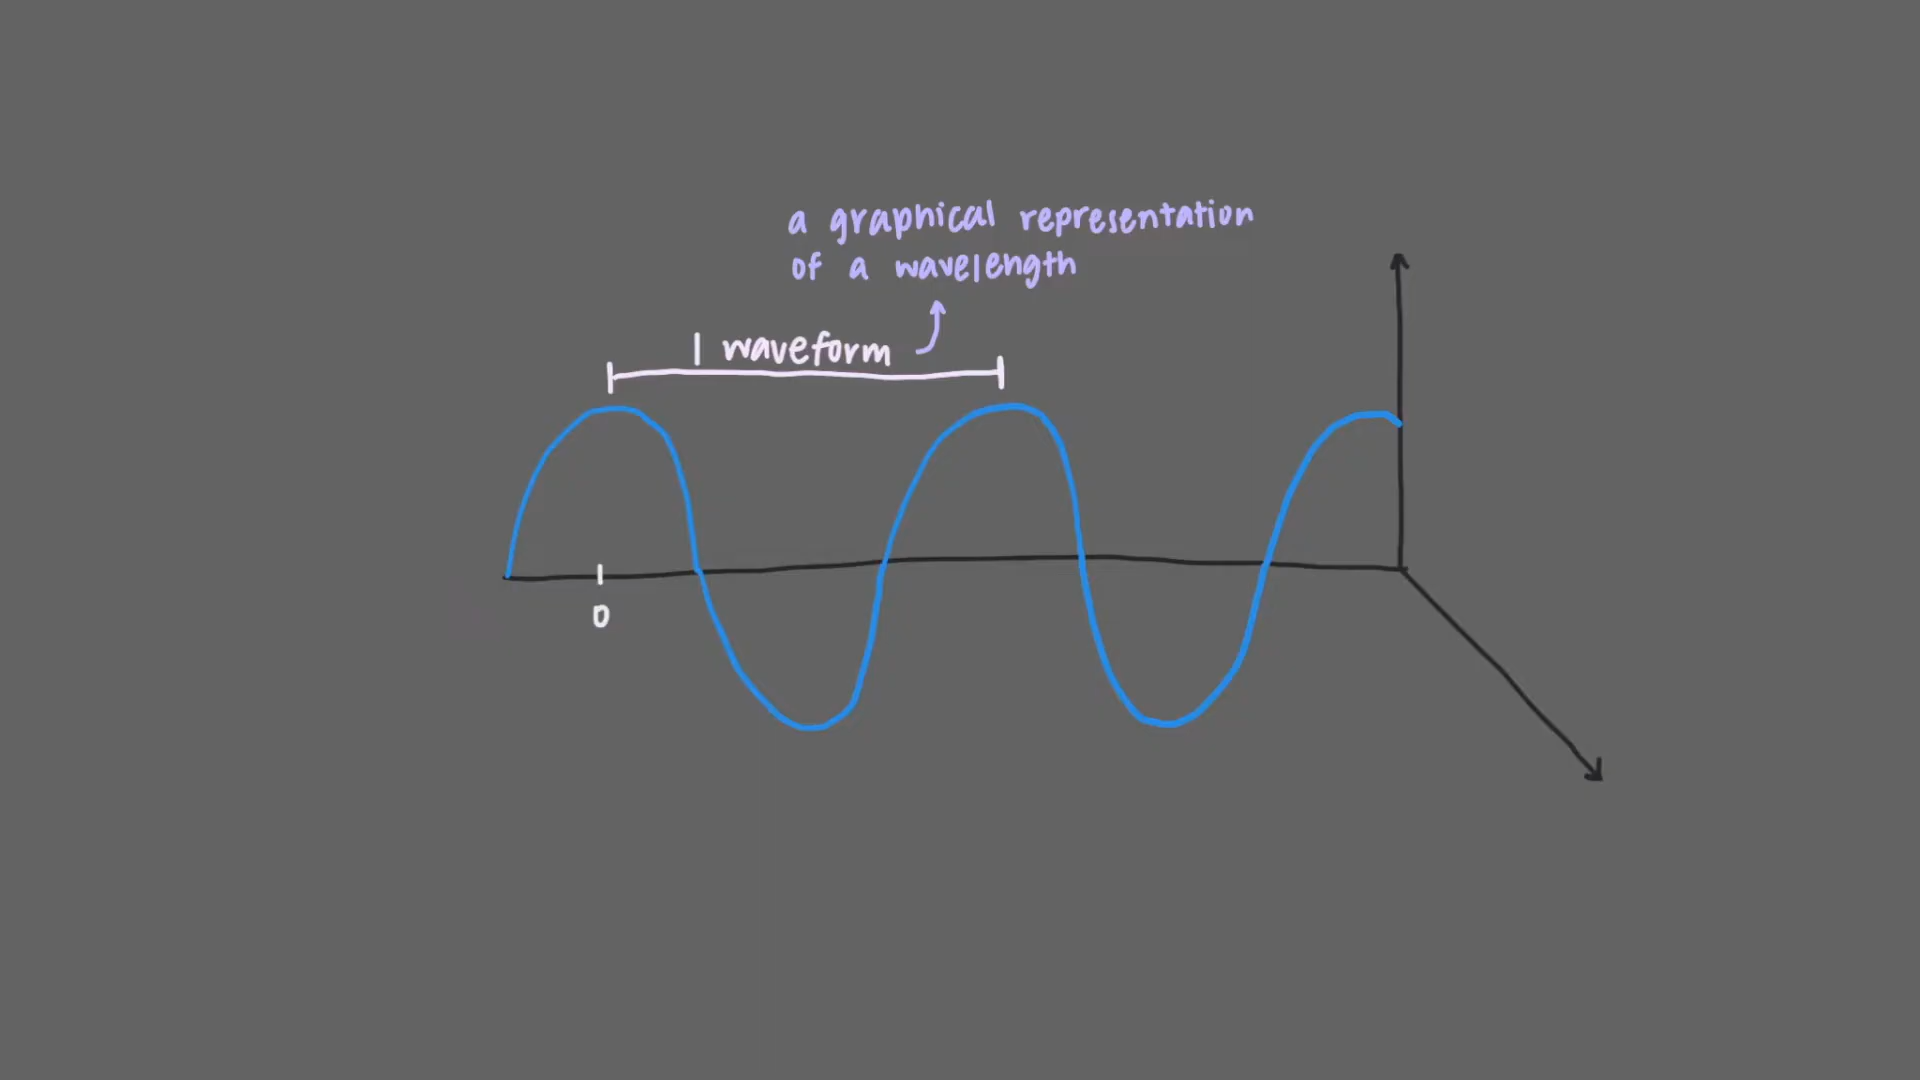 a graphical representation
of a wavelength
1 waveform
0